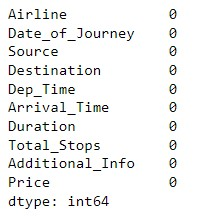 Airline 0
Date_of_Journey 0
Source 0
Destination 0
Dep_Time 0
Arrival_Time 0
Duration 0
Total_Stops 0
Additional_Info 0
Price 0
dtype: int64